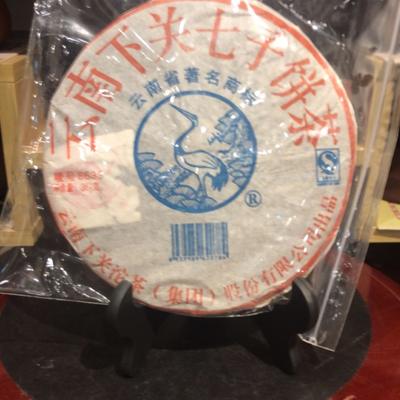 云南下关七子饼茶
云南省著名商标
®
云南下关沱茶（集团）股份有限公司出品